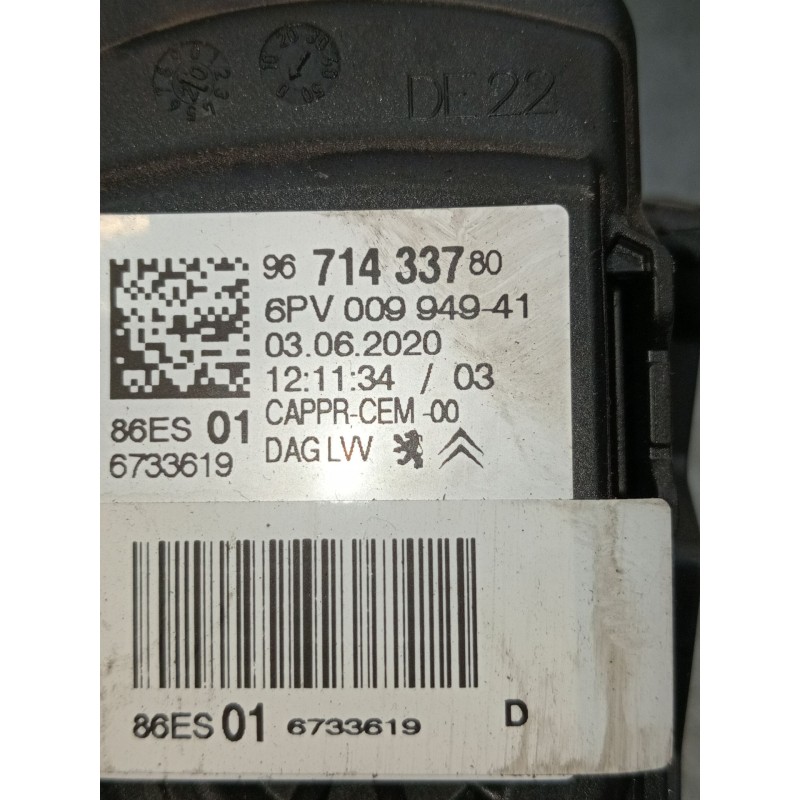 DE 22
96 714 337 80
6PV 009 949-41
03.06.2020
12:11:34 / 03
CAPPR-CEM -00
DAG LVV
86ES 01
6733619
86ES 01 6733619 D